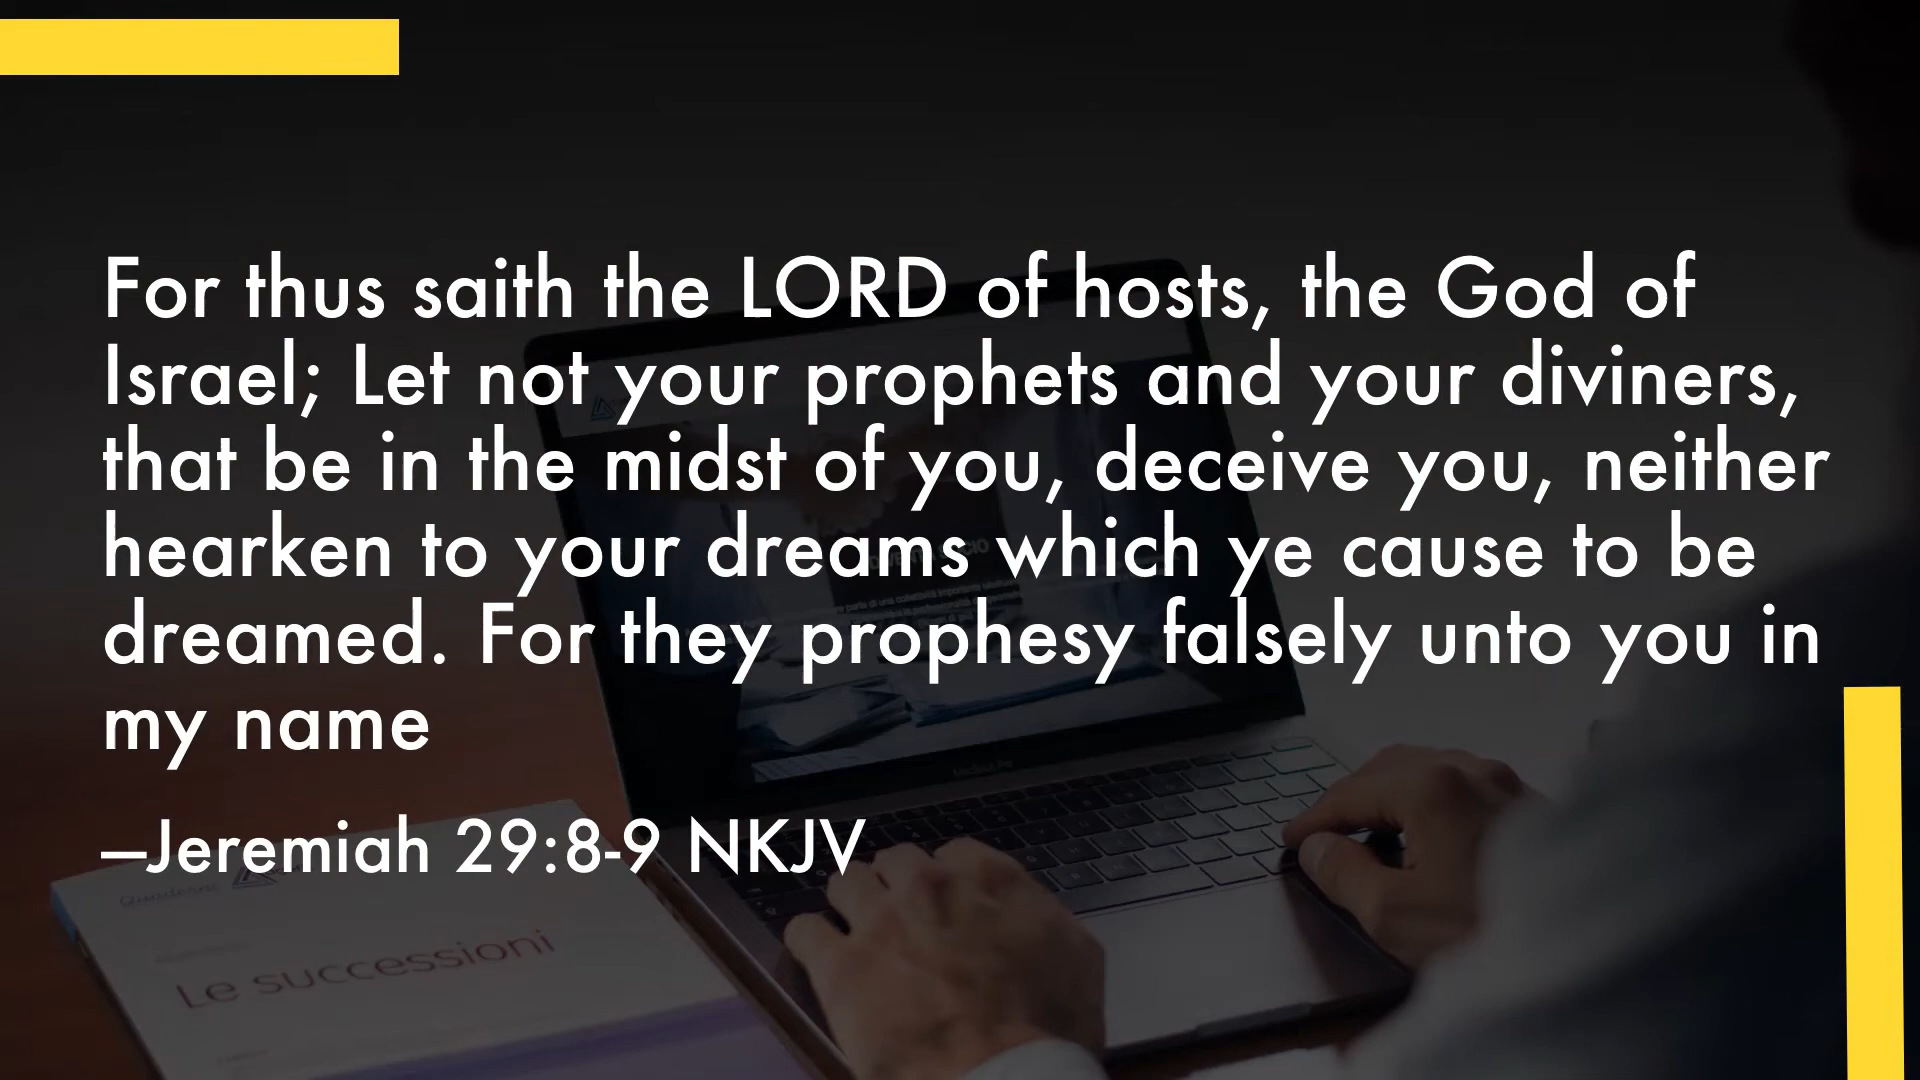 For thus saith the LORD of hosts, the God of
Israel; Let not your prophets and your diviners,
that be in the midst of you, deceive you, neither
hearken to your dreams which ye cause to be
dreamed. For they prophesy falsely unto you in
my name
—Jeremiah 29:8-9 NKJV
Quaderni
Le successioni